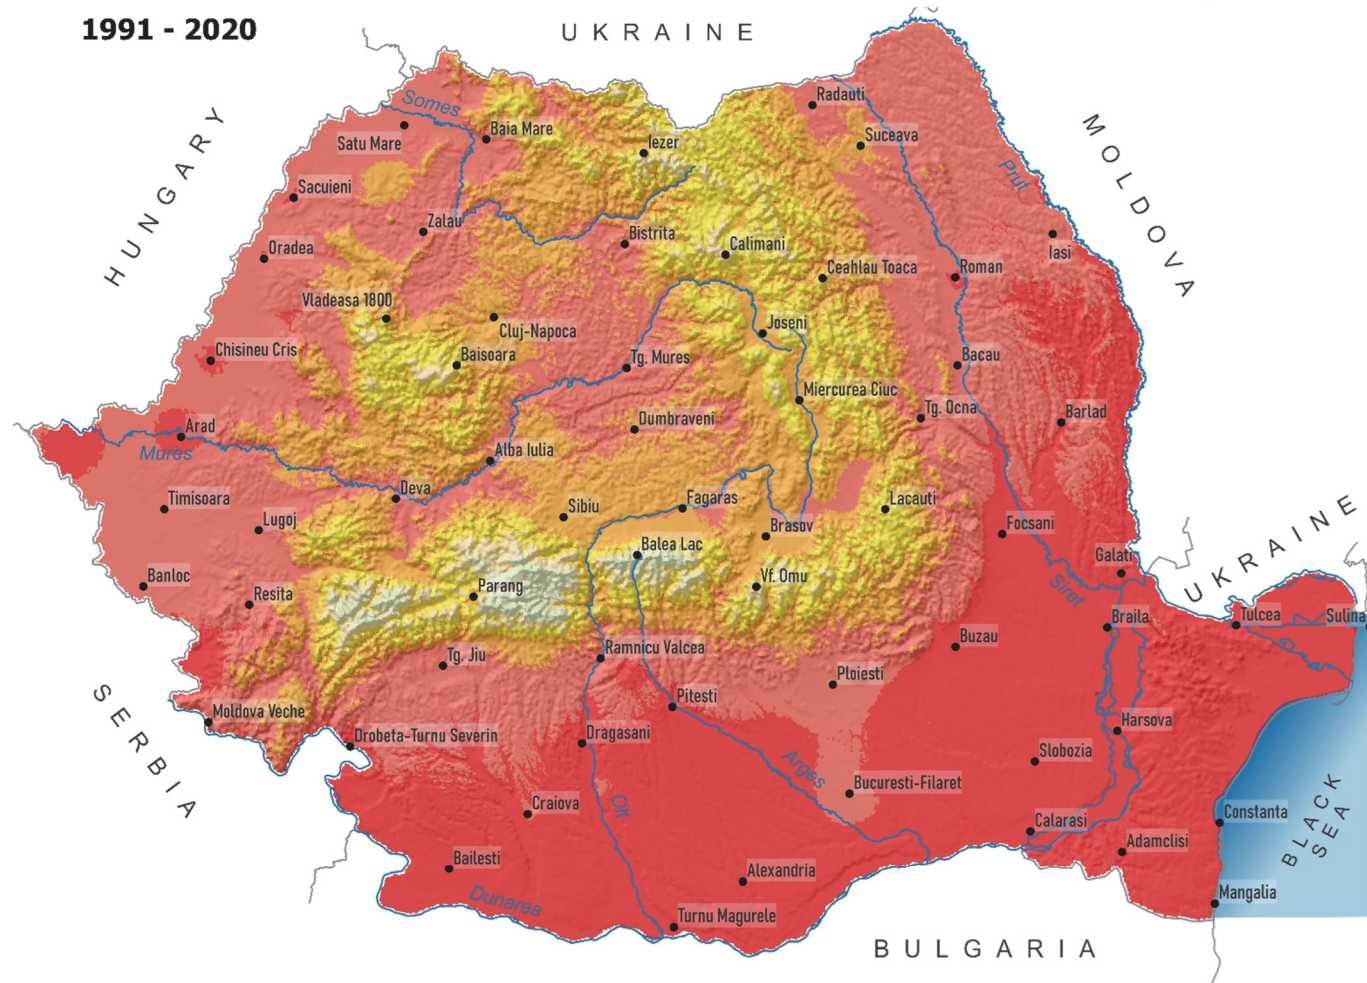 1991 - 2020
UKRAINE
HUNGARY
MOLDOVA
Radauti
Somes
Satu Mare
Baia Mare
Iezer
Suceava
Prut
Sacuieni
Zalau
Bistrita
Calimani
Iasi
Oradea
Ceahlau Toaca
Roman
Vladeasa 1800
Cluj-Napoca
Joseni
Chisineu Cris
Baisoara
Tg. Mures
Bacau
Miercurea Ciuc
Arad
Dumbraveni
Tg. Ocna
Barlad
Mures
Alba Iulia
Timisoara
Deva
Sibiu
Fagaras
Lacauti
Lugoj
Brasov
Focsani
UKRAINE
Balea Lac
Galati
Banloc
Resita
Parang
Vf. Omu
Siret
Braila
Tulcea
Sulina
Tg. Jiu
Ramnicu Valcea
Buzau
SERBIA
Ploiesti
Moldova Veche
Pitesti
Drobeta-Turnu Severin
Dragasani
Harsova
Slobozia
Arges
Bucuresti-Filaret
Craiova
Olt
Calarasi
Constanta
BLACK
SEA
Adamclisi
Bailesti
Alexandria
Dunarea
Turnu Magurele
Mangalia
BULGARIA